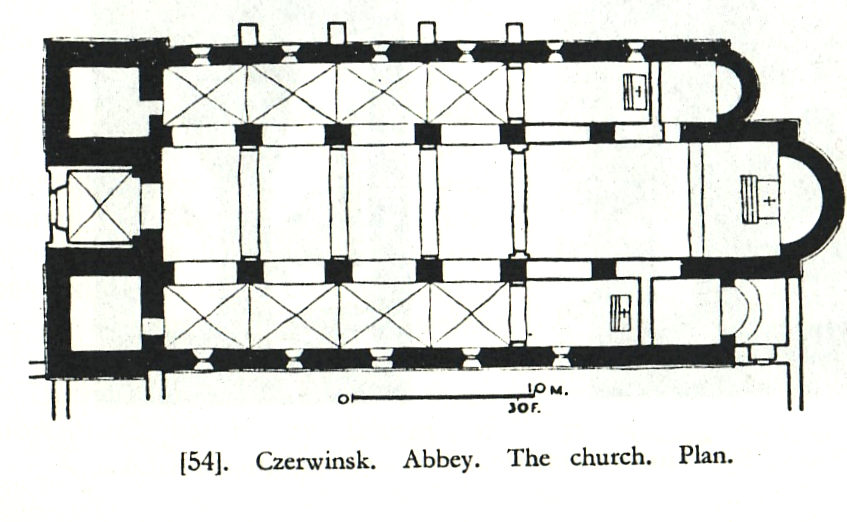 0 10 M.
30 F.
[54]. Czerwinsk. Abbey. The church. Plan.